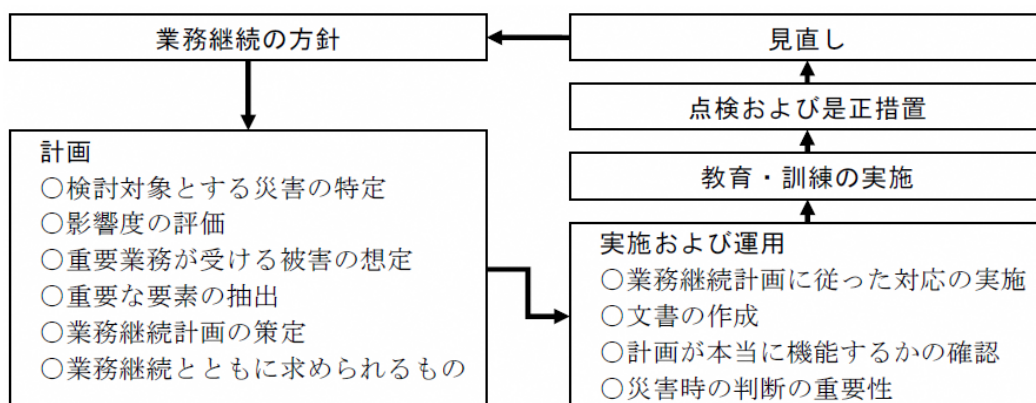 業務継続の方針
計画
○検討対象とする災害の特定
○影響度の評価
○重要業務が受ける被害の想定
○重要な要素の抽出
○業務継続計画の策定
○業務継続とともに求められるもの
実施および運用
○業務継続計画に従った対応の実施
○文書の作成
○計画が本当に機能するかの確認
○災害時の判断の重要性
教育・訓練の実施
点検および是正措置
見直し